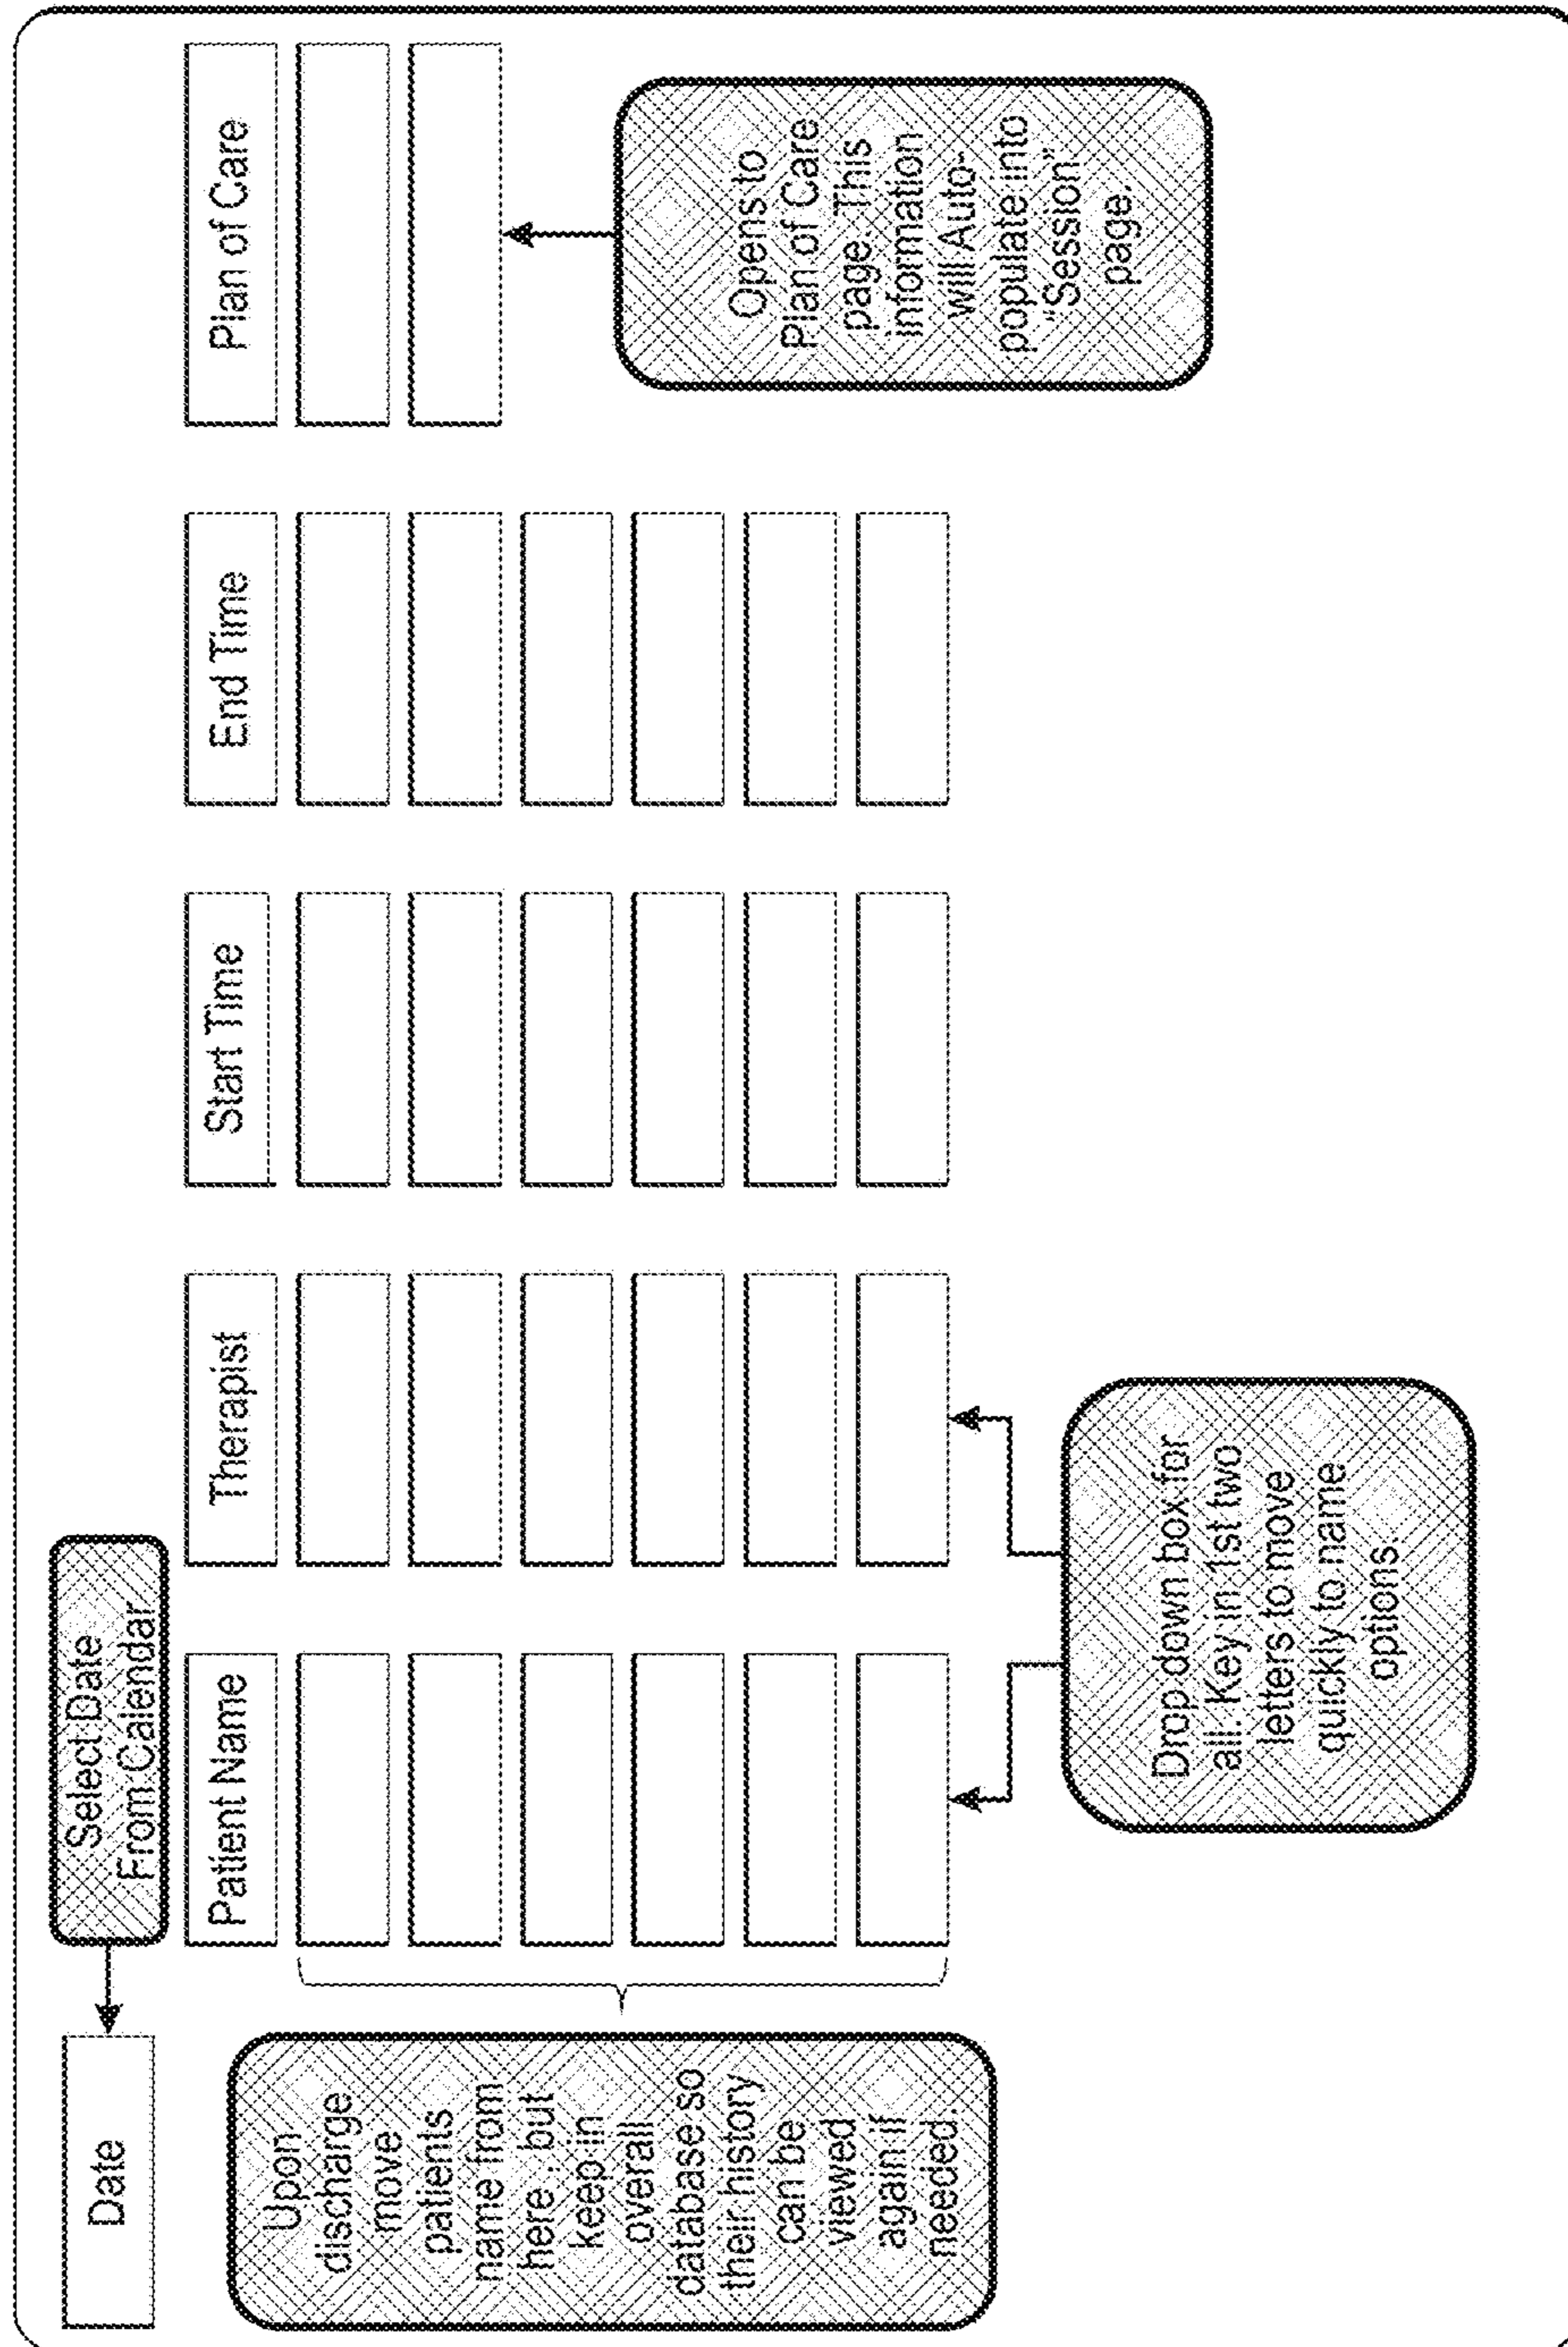 Date
Select Date
From Calendar
Patient Name
Therapist
Start Time
End Time
Plan of Care
Upon
discharge
move
patients
name from
here.. but
keep in
overall
database so
their history
can be
viewed
again if
needed.
Drop down box for
all. Key in 1st two
letters to move
quickly to name
options.
Opens to
Plan of Care
page. This
information
will Auto-
populate into
"Session"
page.